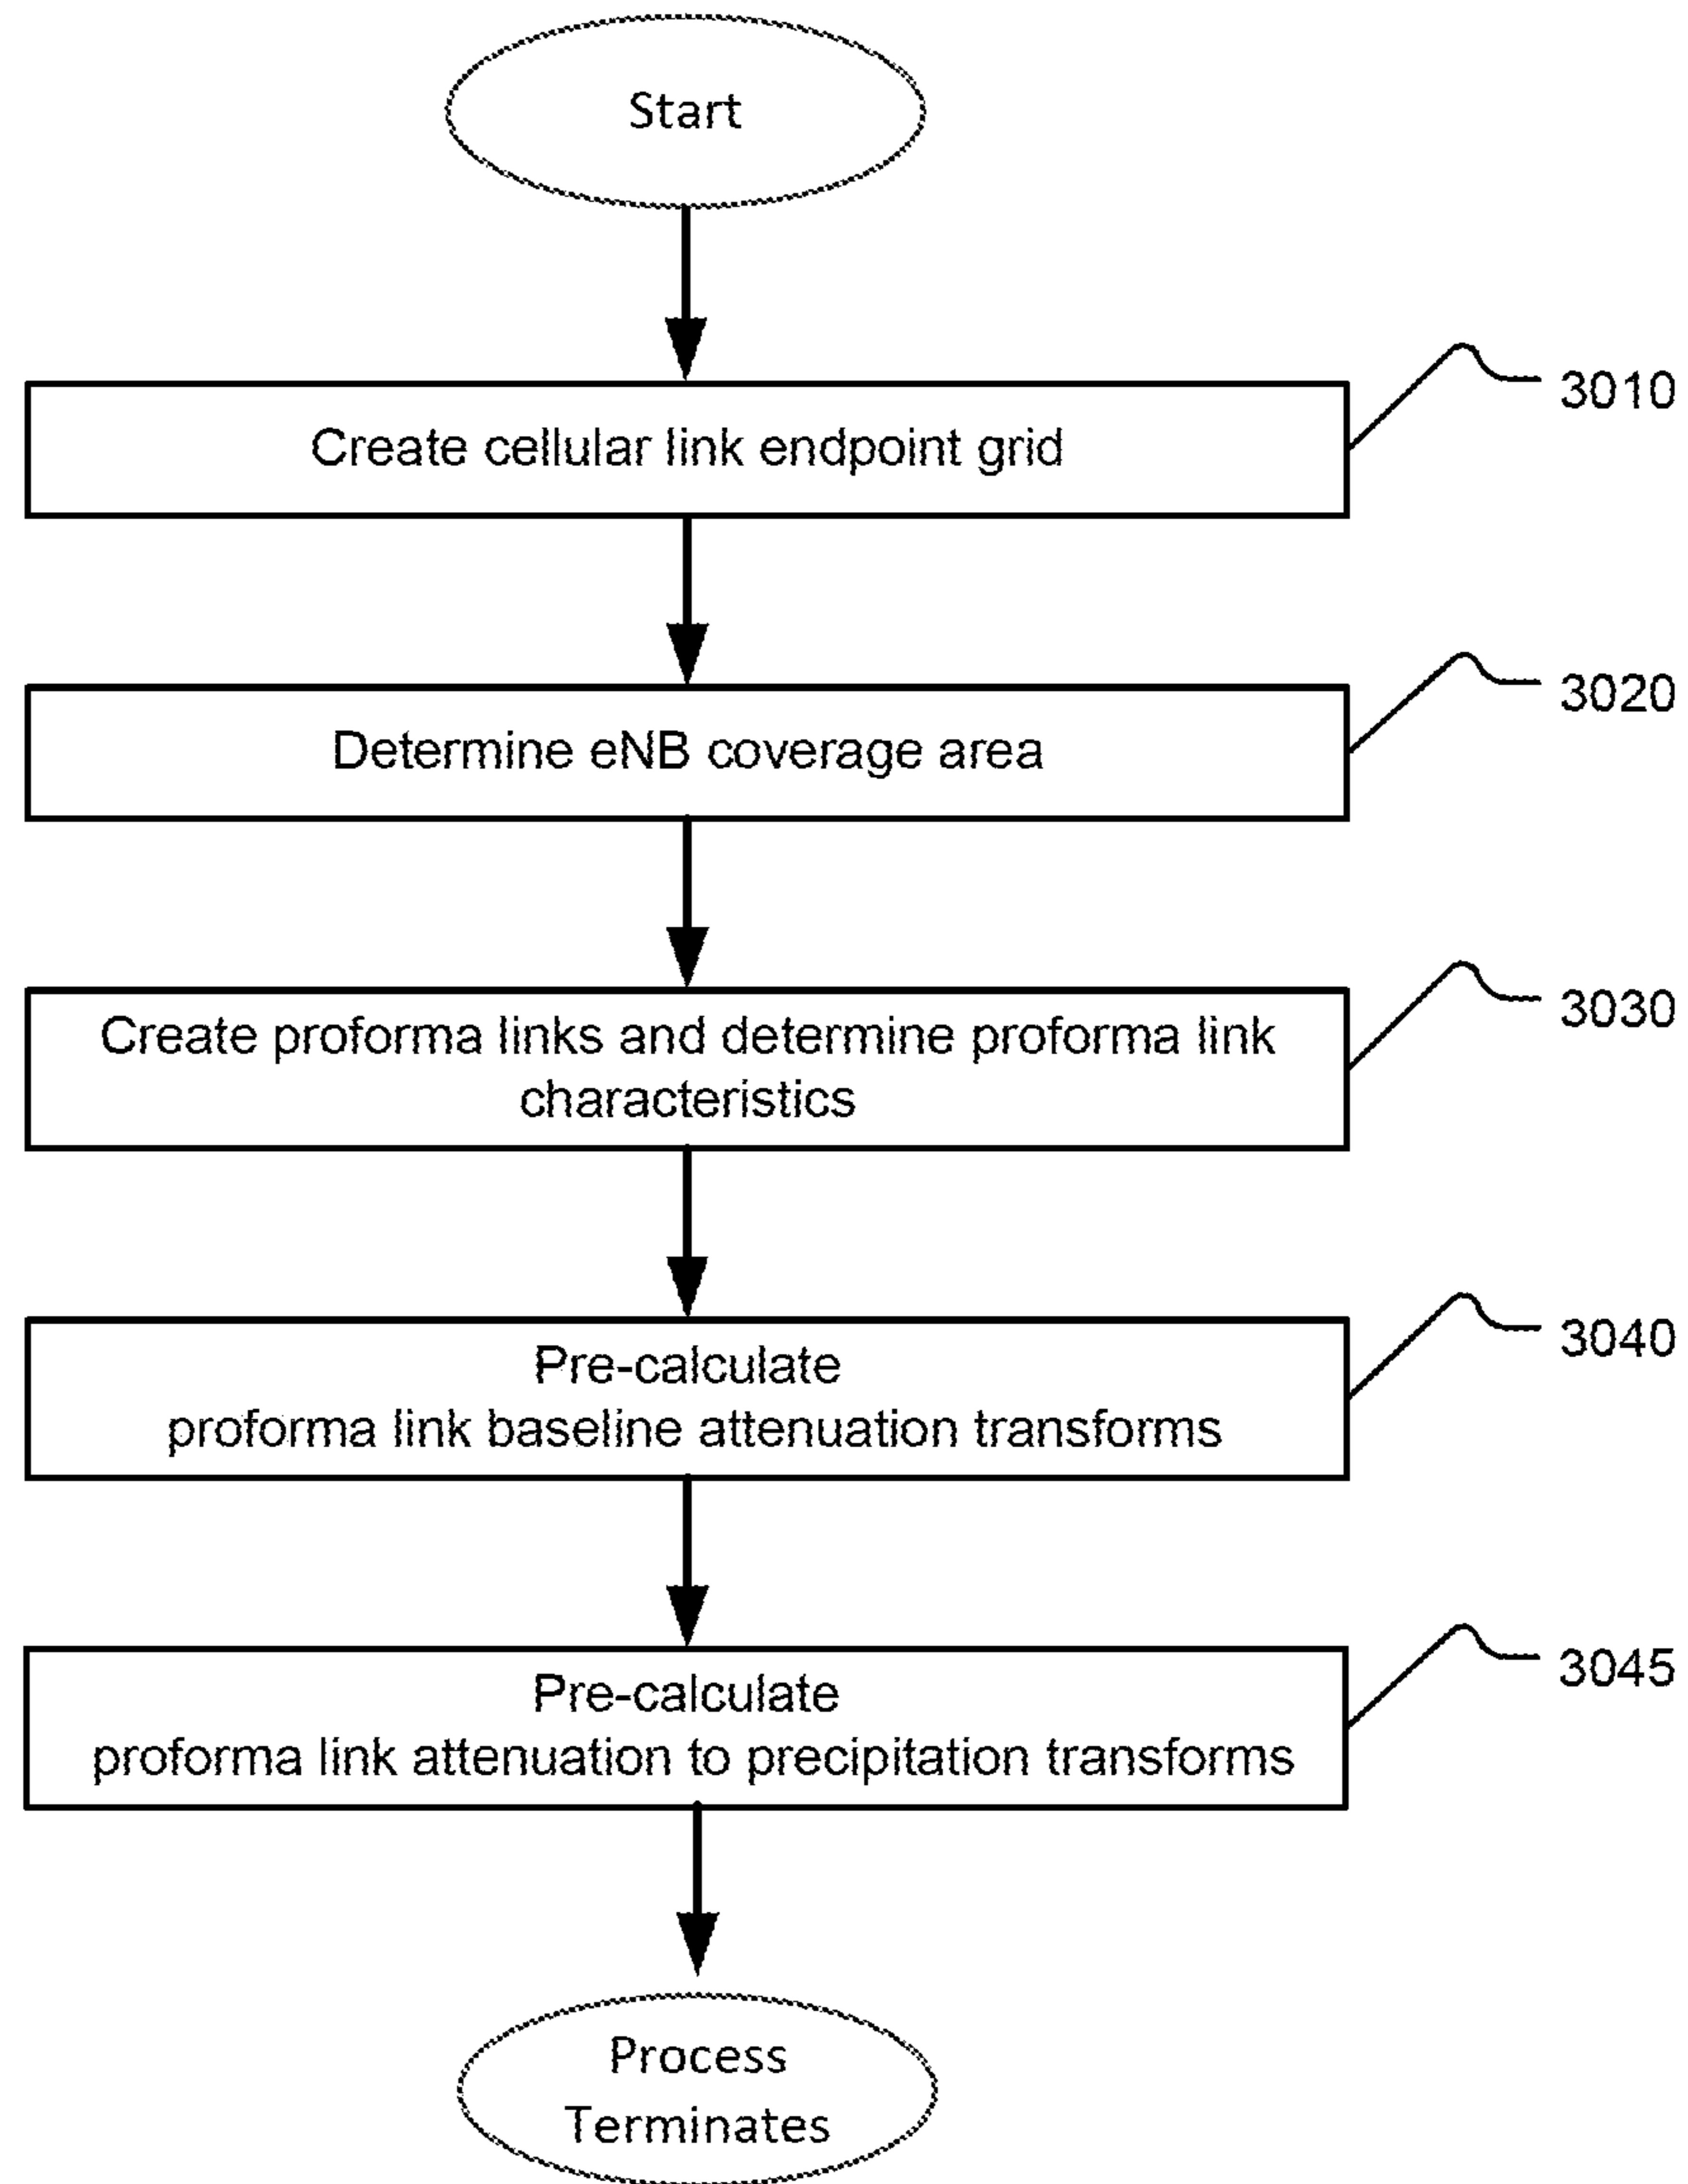 Start
Create cellular link endpoint grid
3010
Determine eNB coverage area
3020
Create proforma links and determine proforma link
characteristics
3030
Pre-calculate
proforma link baseline attenuation transforms
3040
Pre-calculate
proforma link attenuation to precipitation transforms
3045
Process
Terminates